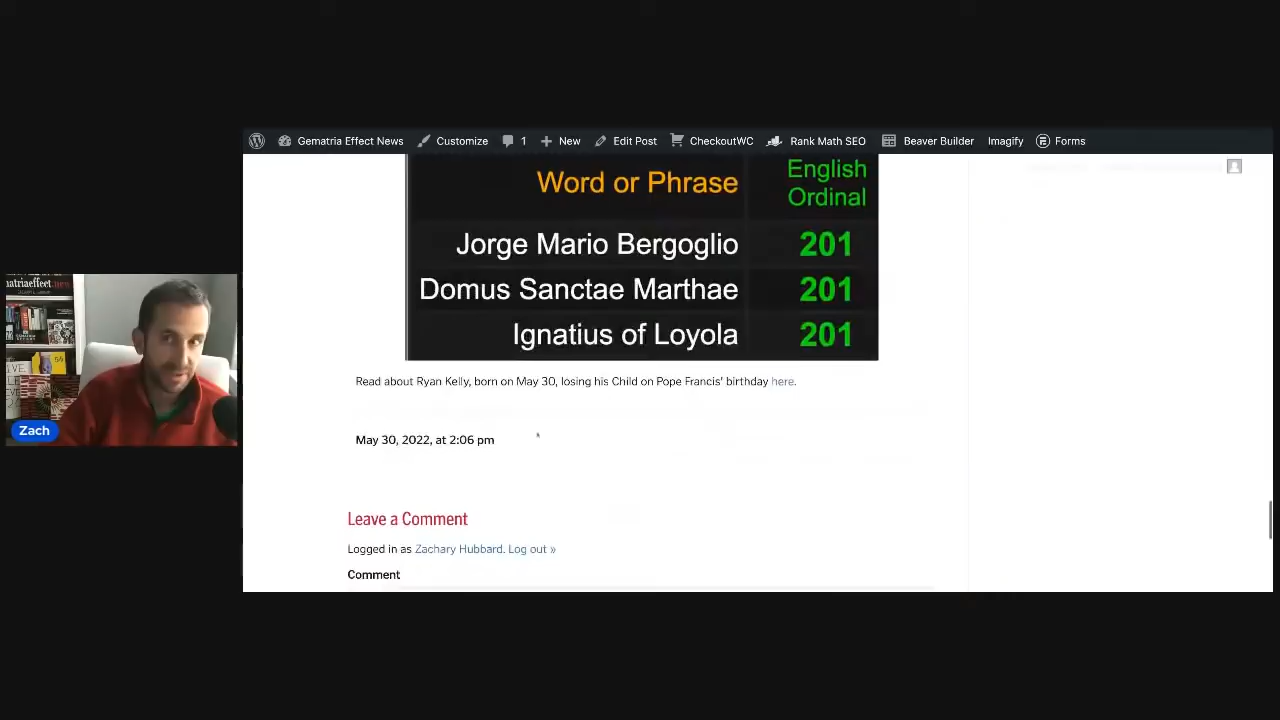 Gematria Effect News Customize 1 New Edit Post CheckoutWC Rank Math SEO Beaver Builder Imagify Forms
Word or Phrase English Ordinal
Jorge Mario Bergoglio 201
Domus Sanctae Marthae 201
Ignatius of Loyola 201
Read about Ryan Kelly, born on May 30, losing his Child on Pope Francis' birthday here.
Zach
May 30, 2022, at 2:06 pm
Leave a Comment
Logged in as Zachary Hubbard. Log out »
Comment